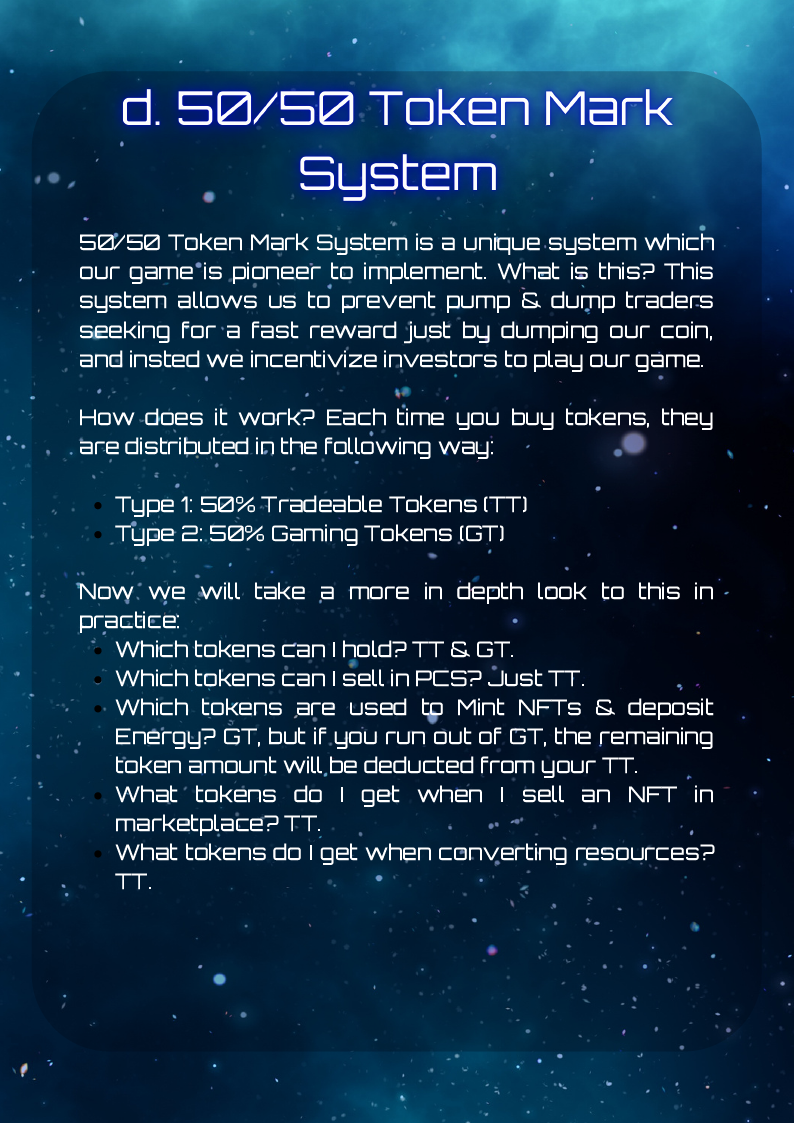 d. 50/50 Token Mark
System
50/50 Token Mark System is a unique system which
our game is pioneer to implement. What is this? This
system allows us to prevent pump & dump traders
seeking for a fast reward just by dumping our coin,
and insted we incentivize investors to play our game.
How does it work? Each time you buy tokens, they
are distributed in the following way:
• Type 1: 50% Tradeable Tokens (TT)
• Type 2: 50% Gaming Tokens (GT)
Now we will take a more in depth look to this in
practice:
• Which tokens can I hold? TT & GT.
• Which tokens can I sell in PCS? Just TT.
• Which tokens are used to Mint NFTs & deposit
Energy? GT, but if you run out of GT, the remaining
token amount will be deducted from your TT.
• What tokens do I get when I sell an NFT in
marketplace? TT.
• What tokens do I get when converting resources?
TT.